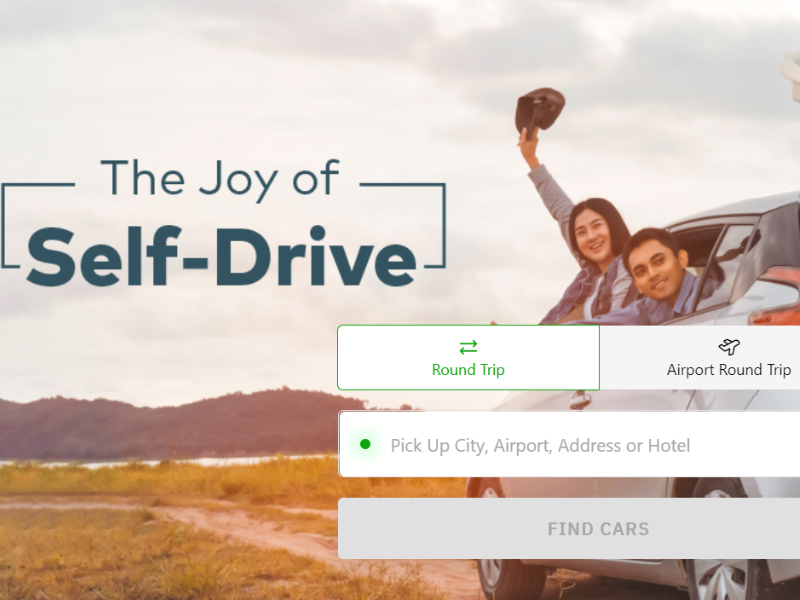 The Joy of
Self-Drive
Round Trip
Airport Round Trip
Pick Up City, Airport, Address or Hotel
FIND CARS